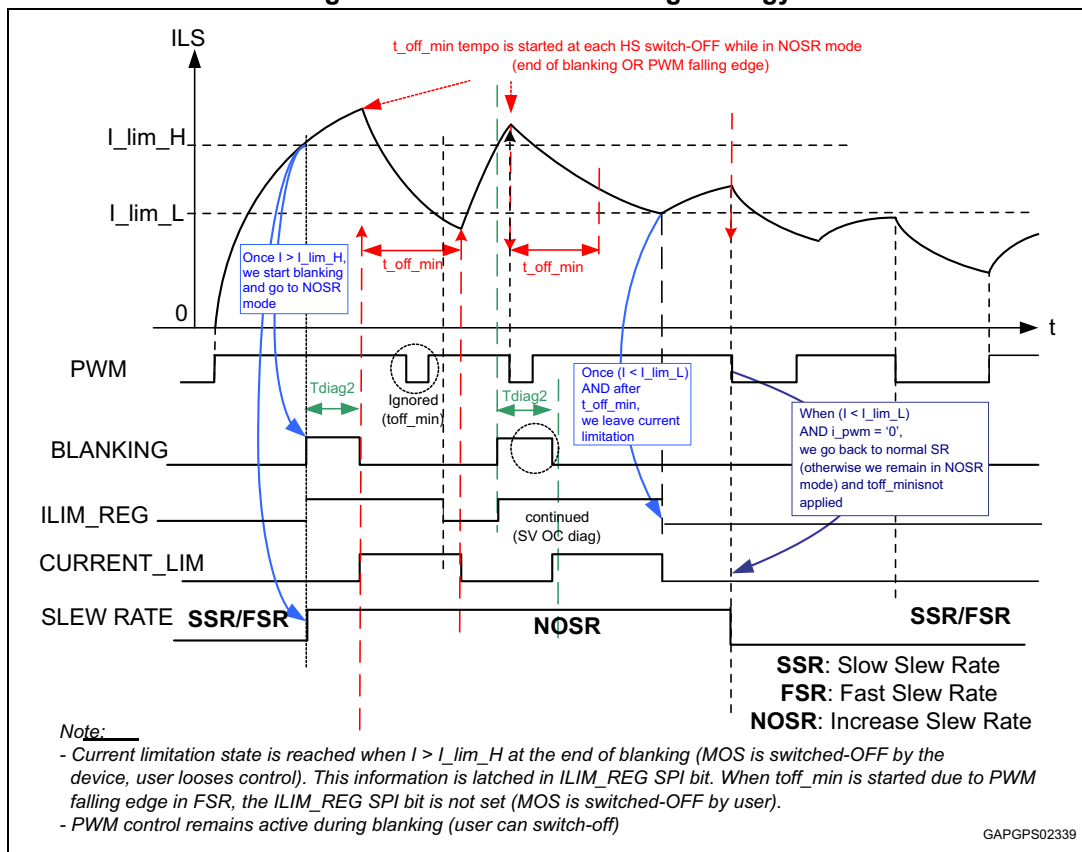 ILS
t_off_min tempo is started at each HS switch-OFF while in NOSR mode
(end of blanking OR PWM falling edge)
I_lim_H
I_lim_L
Once I > I_lim_H,
we start blanking
and go to NOSR
mode
t_off_min
t_off_min
0
t
PWM
Tdiag2
Ignored
(toff_min)
Tdiag2
Once (I < I_lim_L)
AND after
t_off_min,
we leave current
limitation
When (I < I_lim_L)
AND i_pwm = ‘0’,
we go back to normal SR
(otherwise we remain in NOSR
mode) and toff_minisnot
applied
BLANKING
ILIM_REG
continued
(SV OC diag)
CURRENT_LIM
SLEW RATE
SSR/FSR
NOSR
SSR/FSR
SSR: Slow Slew Rate
FSR: Fast Slew Rate
NOSR: Increase Slew Rate
Note:
- Current limitation state is reached when I > I_lim_H at the end of blanking (MOS is switched-OFF by the
device, user looses control). This information is latched in ILIM_REG SPI bit. When toff_min is started due to PWM
falling edge in FSR, the ILIM_REG SPI bit is not set (MOS is switched-OFF by user).
- PWM control remains active during blanking (user can switch-off)
GAPGPS02339